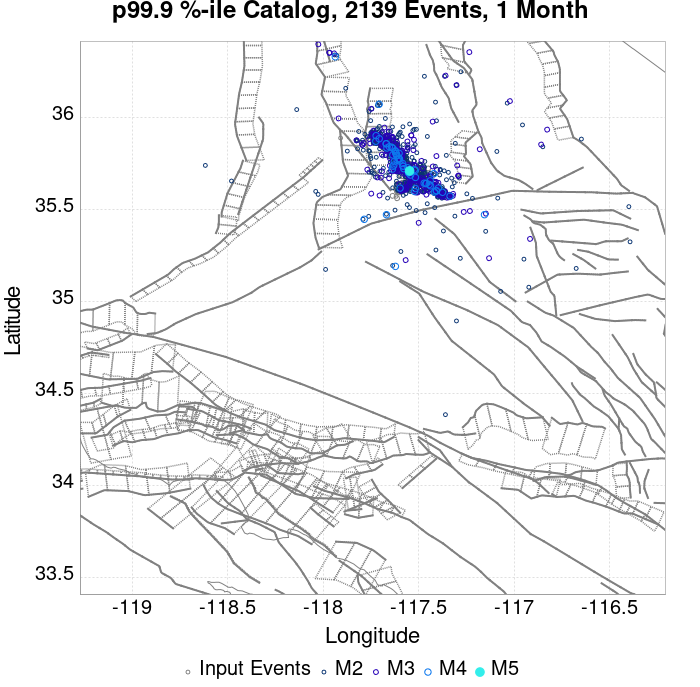 p99.9 %-ile Catalog, 2139 Events, 1 Month
36
35.5
35
34.5
34
33.5
Latitude
-119 -118.5 -118 -117.5 -117 -116.5
Longitude
Input Events M2 M3 M4 M5